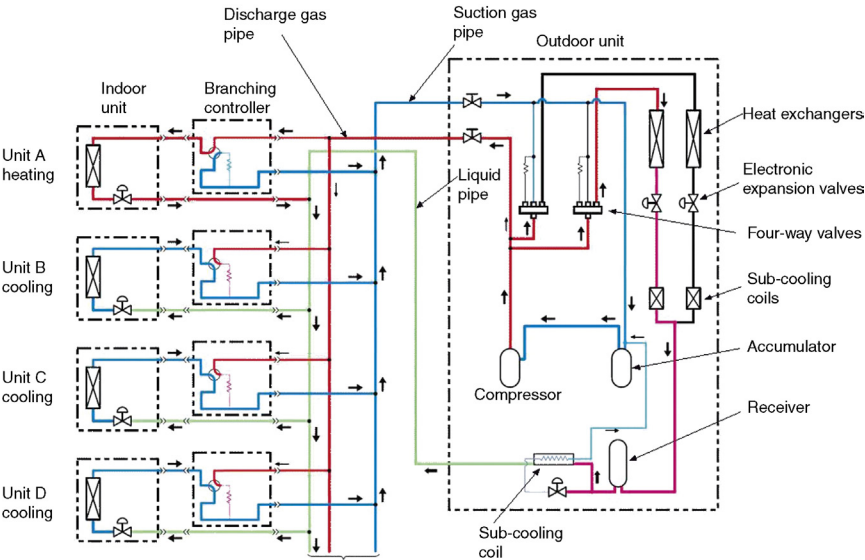 Discharge gas
pipe
Suction gas
pipe
Outdoor unit
Indoor
unit
Branching
controller
Heat exchangers
Unit A
heating
Liquid
pipe
Electronic
expansion valves
Four-way valves
Unit B
cooling
Sub-cooling
coils
Accumulator
Unit C
cooling
Compressor
Receiver
Unit D
cooling
Sub-cooling
coil